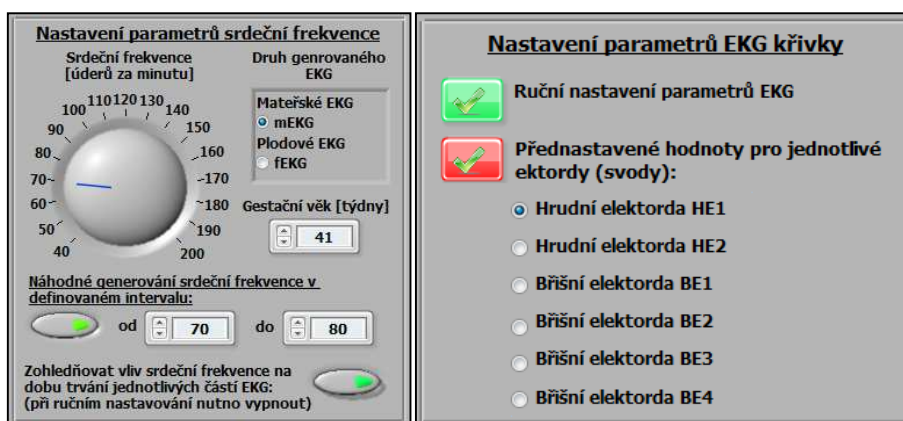 Nastavení parametrů srdeční frekvence
Srdeční frekvence
[úderů za minutu]
Druh genrovaného
EKG
40
50
60
70
80
90
100
110
120
130
140
150
160
170
180
190
200
Mateřské EKG
mEKG
Plodové EKG
fEKG
Gestační věk [týdny]
41
Náhodné generování srdeční frekvence v
definovaném intervalu:
od 70 do 80
Zohledňovat vliv srdeční frekvence na
dobu trvání jednotlivých částí EKG:
(při ručním nastavování nutno vypnout)
Nastavení parametrů EKG křivky
Ruční nastavení parametrů EKG
Přednastavené hodnoty pro jednotlivé
ektordy (svody):
Hrudní elektorda HE1
Hrudní elektorda HE2
Břišní elektorda BE1
Břišní elektorda BE2
Břišní elektorda BE3
Břišní elektorda BE4